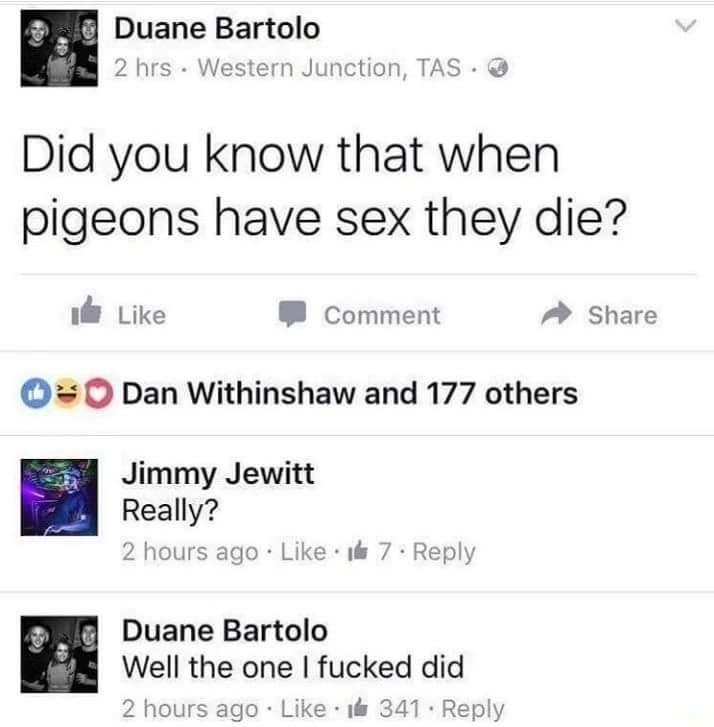 Duane Bartolo
2 hrs · Western Junction, TAS ·
Did you know that when
pigeons have sex they die?
Like Comment Share
Dan Withinshaw and 177 others
Jimmy Jewitt
Really?
2 hours ago · Like · 7 · Reply
Duane Bartolo
Well the one I fucked did
2 hours ago · Like · 341 · Reply